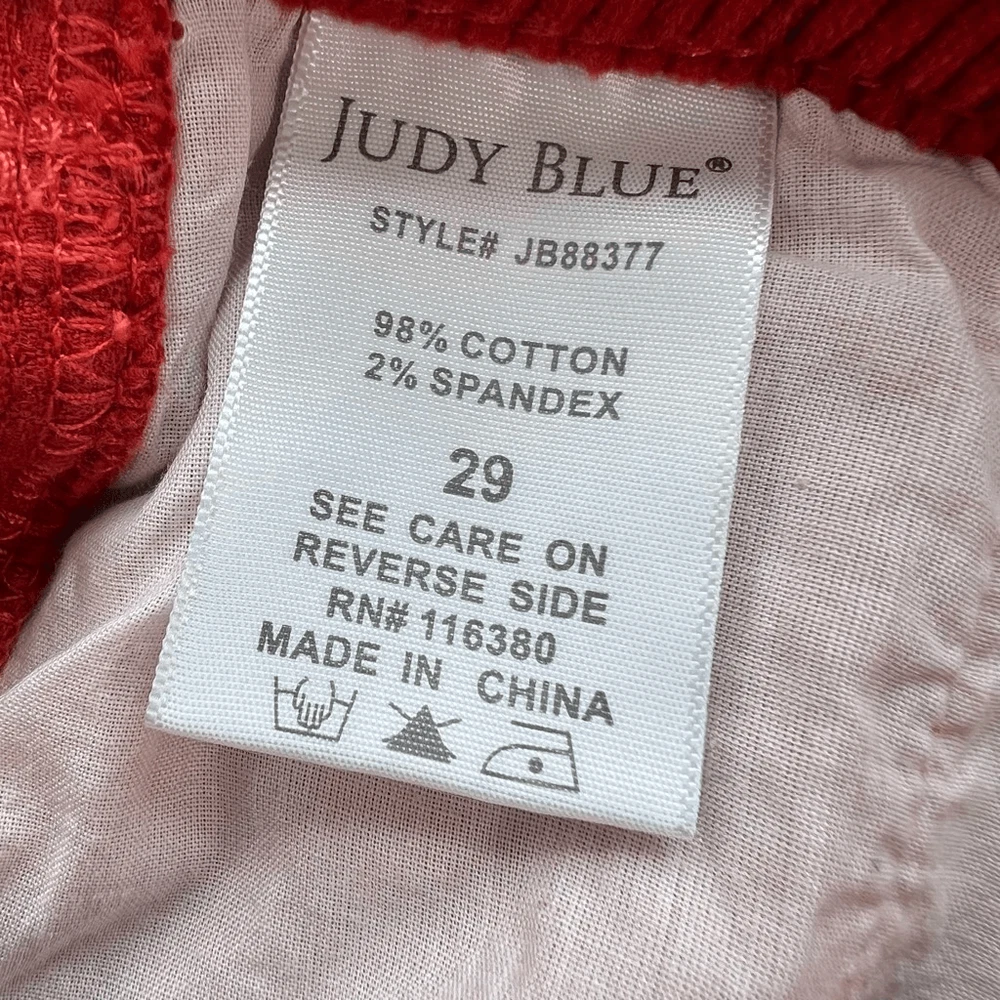 JUDY BLUE®
STYLE# JB88377
98% COTTON
2% SPANDEX
29
SEE CARE ON
REVERSE SIDE
RN# 116380
MADE IN CHINA